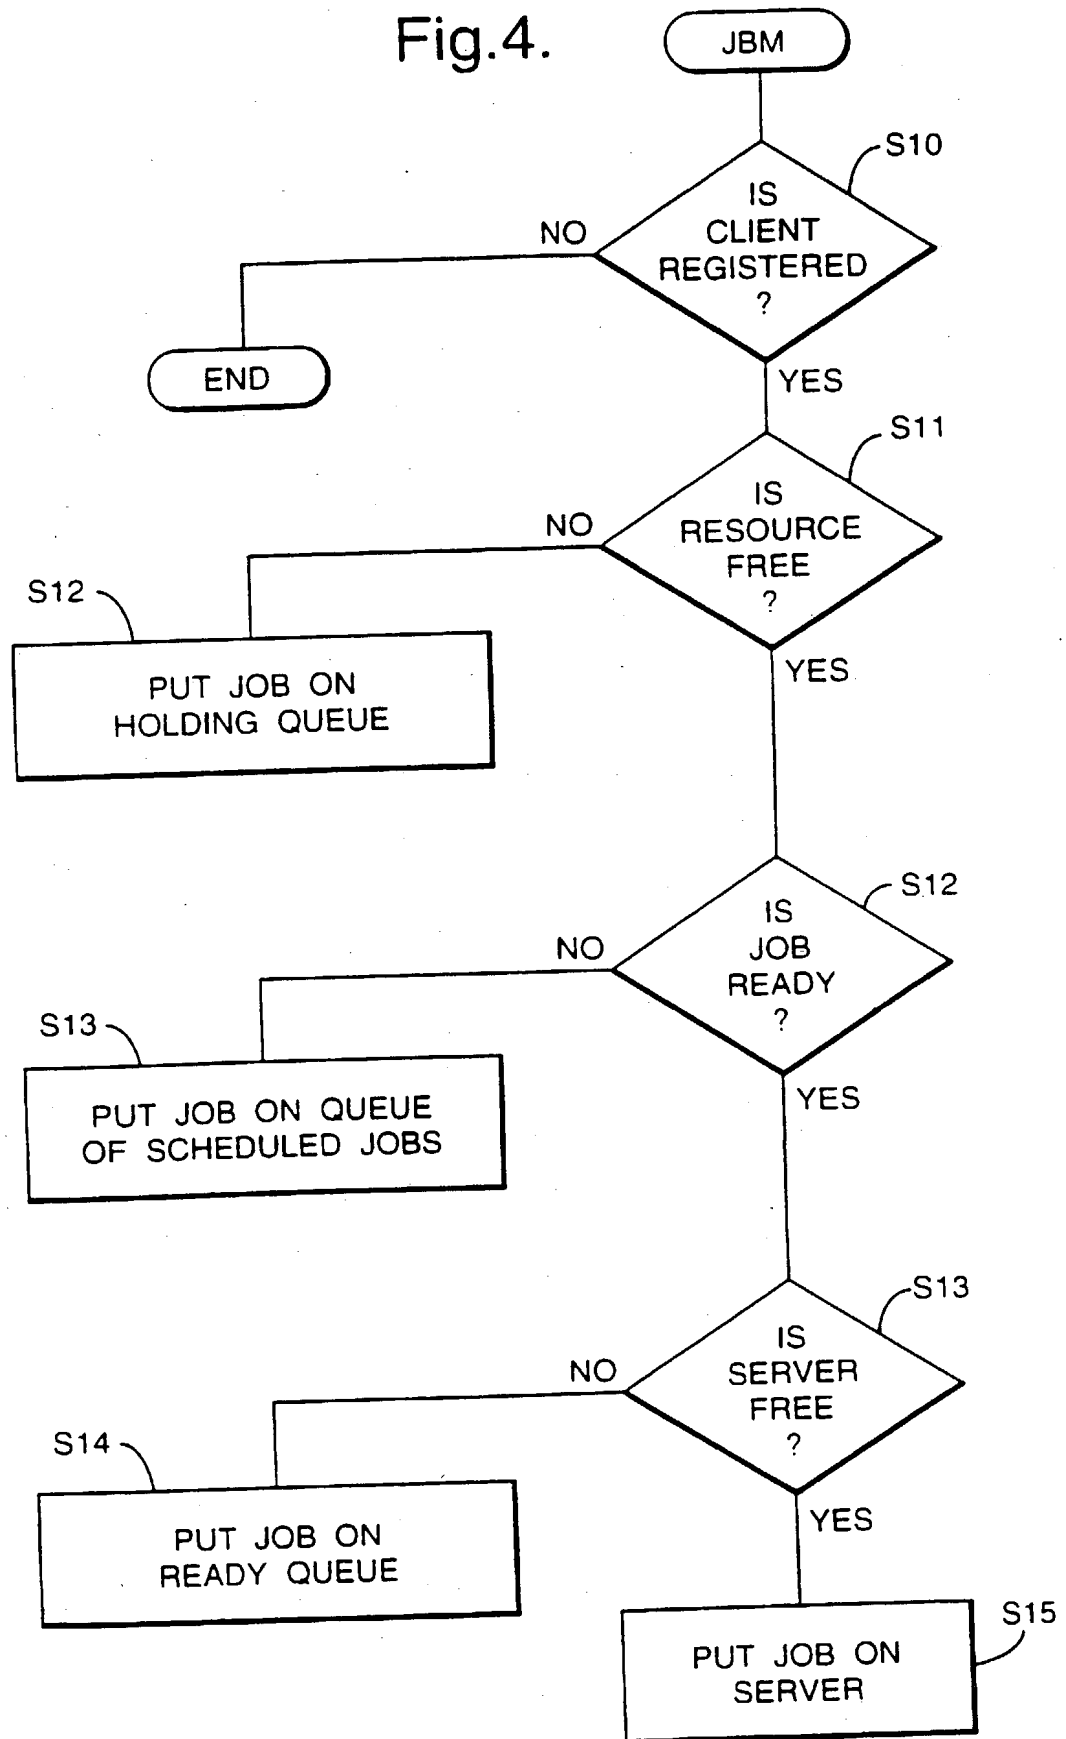 Fig.4.
JBM
S10
IS
CLIENT
REGISTERED
?
NO
END
YES
S11
IS
RESOURCE
FREE
?
NO
S12
PUT JOB ON
HOLDING QUEUE
YES
S12
IS
JOB
READY
?
NO
S13
PUT JOB ON QUEUE
OF SCHEDULED JOBS
YES
S13
IS
SERVER
FREE
?
NO
S14
PUT JOB ON
READY QUEUE
YES
S15
PUT JOB ON
SERVER